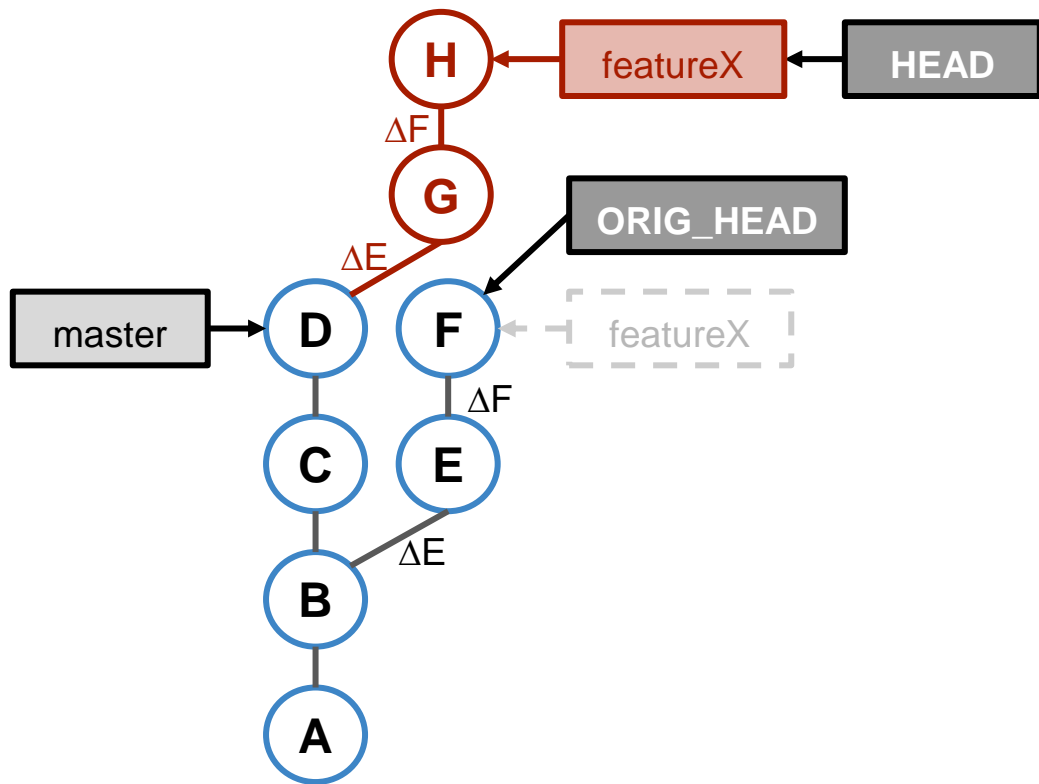 H
featureX
HEAD
ΔF
G
ORIG_HEAD
ΔE
master
D
F
featureX
ΔF
C
E
ΔE
B
A